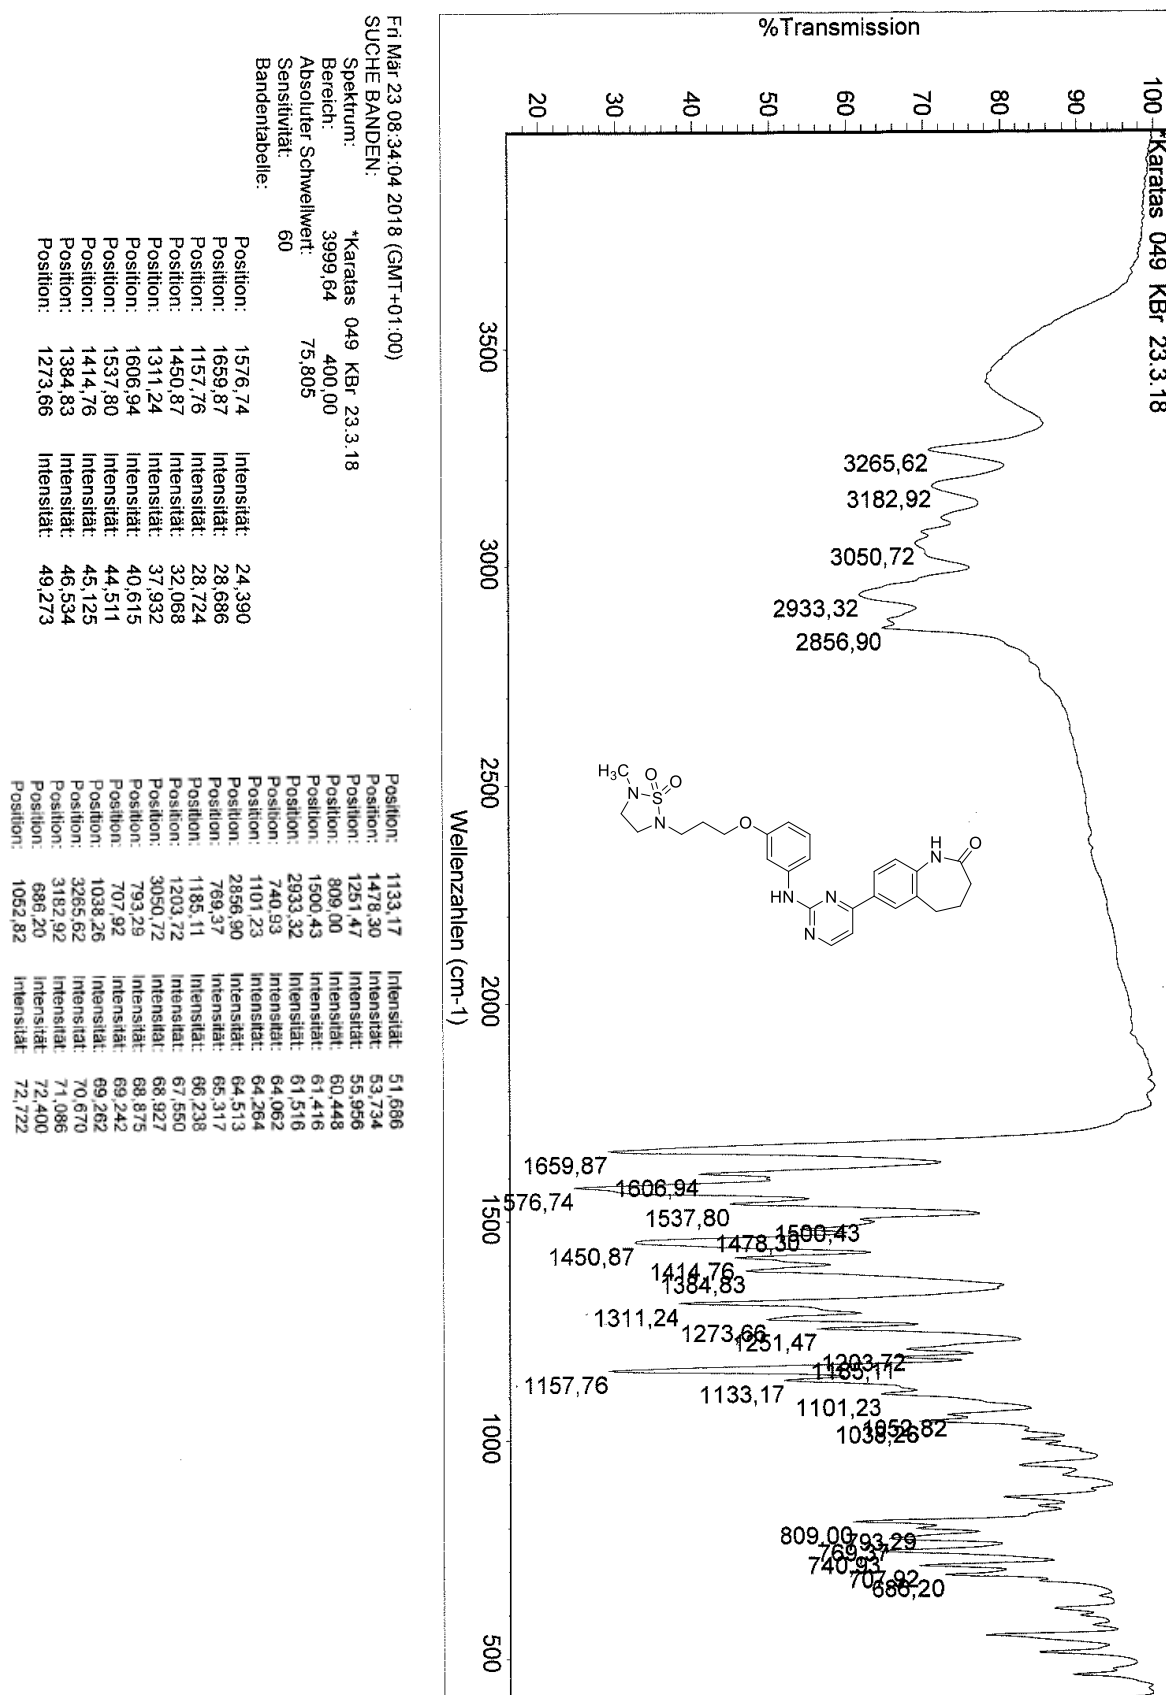 *Karatas 049 KBr 23.3.18
%Transmission
100
90
80
70
60
50
40
30
20
3500
3000
2500
2000
1500
1000
500
Wellenzahlen (cm-1)
3265,62
3182,92
3050,72
2933,32
2856,90
1659,87
1606,94
576,74
1537,80
1500,43
1478,30
1450,87
1414,76
1384,83
1311,24
1273,66
1251,47
1203,72
1185,11
1157,76
1133,17
1101,23
1052,82
1038,26
809,00
793,29
769,37
740,93
707,92
686,20
H3C
N
S
O
O
N
O
NH
N
N
H
N
O
Fri Mär 23 08:34:04 2018 (GMT+01:00)
SUCHE BANDEN:
Spektrum: *Karatas 049 KBr 23.3.18
Bereich: 3999,64 400,00
Absoluter Schwellwert: 75,805
Sensitivität: 60
Bandentabelle:
Position: 1576,74 Intensität: 24,390
Position: 1659,87 Intensität: 28,686
Position: 1157,76 Intensität: 28,724
Position: 1450,87 Intensität: 32,068
Position: 1311,24 Intensität: 37,932
Position: 1606,94 Intensität: 40,615
Position: 1537,80 Intensität: 44,511
Position: 1414,76 Intensität: 45,125
Position: 1384,83 Intensität: 46,534
Position: 1273,66 Intensität: 49,273
Position: 1133,17 Intensität: 51,686
Position: 1478,30 Intensität: 53,734
Position: 1251,47 Intensität: 55,956
Position: 809,00 Intensität: 60,448
Position: 1500,43 Intensität: 61,416
Position: 2933,32 Intensität: 61,516
Position: 740,93 Intensität: 64,062
Position: 1101,23 Intensität: 64,264
Position: 2856,90 Intensität: 64,513
Position: 769,37 Intensität: 65,317
Position: 1185,11 Intensität: 66,238
Position: 1203,72 Intensität: 67,550
Position: 3050,72 Intensität: 68,927
Position: 793,29 Intensität: 68,875
Position: 707,92 Intensität: 69,242
Position: 1038,26 Intensität: 69,262
Position: 3265,62 Intensität: 70,670
Position: 3182,92 Intensität: 71,086
Position: 686,20 Intensität: 72,400
Position: 1052,82 Intensität: 72,722